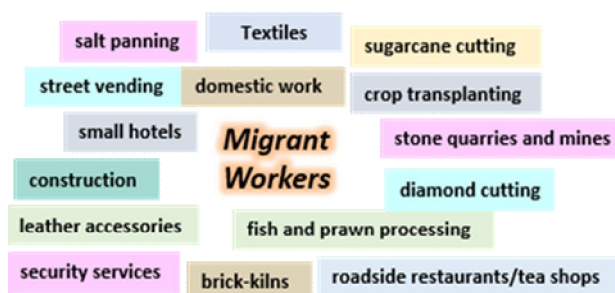 salt panning
Textiles
sugarcane cutting
street vending
domestic work
crop transplanting
small hotels
Migrant
Workers
stone quarries and mines
construction
diamond cutting
leather accessories
fish and prawn processing
security services
brick-kilns
roadside restaurants/tea shops